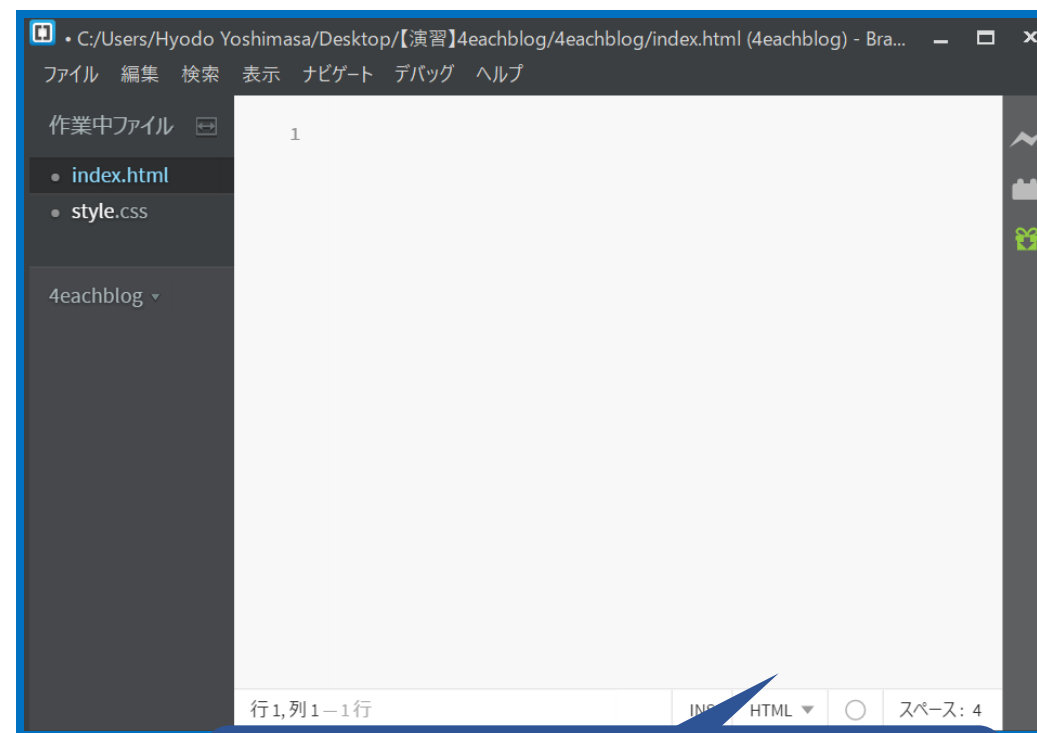 • C:/Users/Hyodo Yoshimasa/Desktop/【演習】4eachblog/4eachblog/index.html (4eachblog) - Bra...
ファイル 編集 検索 表示 ナビゲート デバッグ ヘルプ
作業中ファイル
1
• index.html
• style.css
4eachblog
行 1, 列 1 — 1 行 HTML スペース: 4